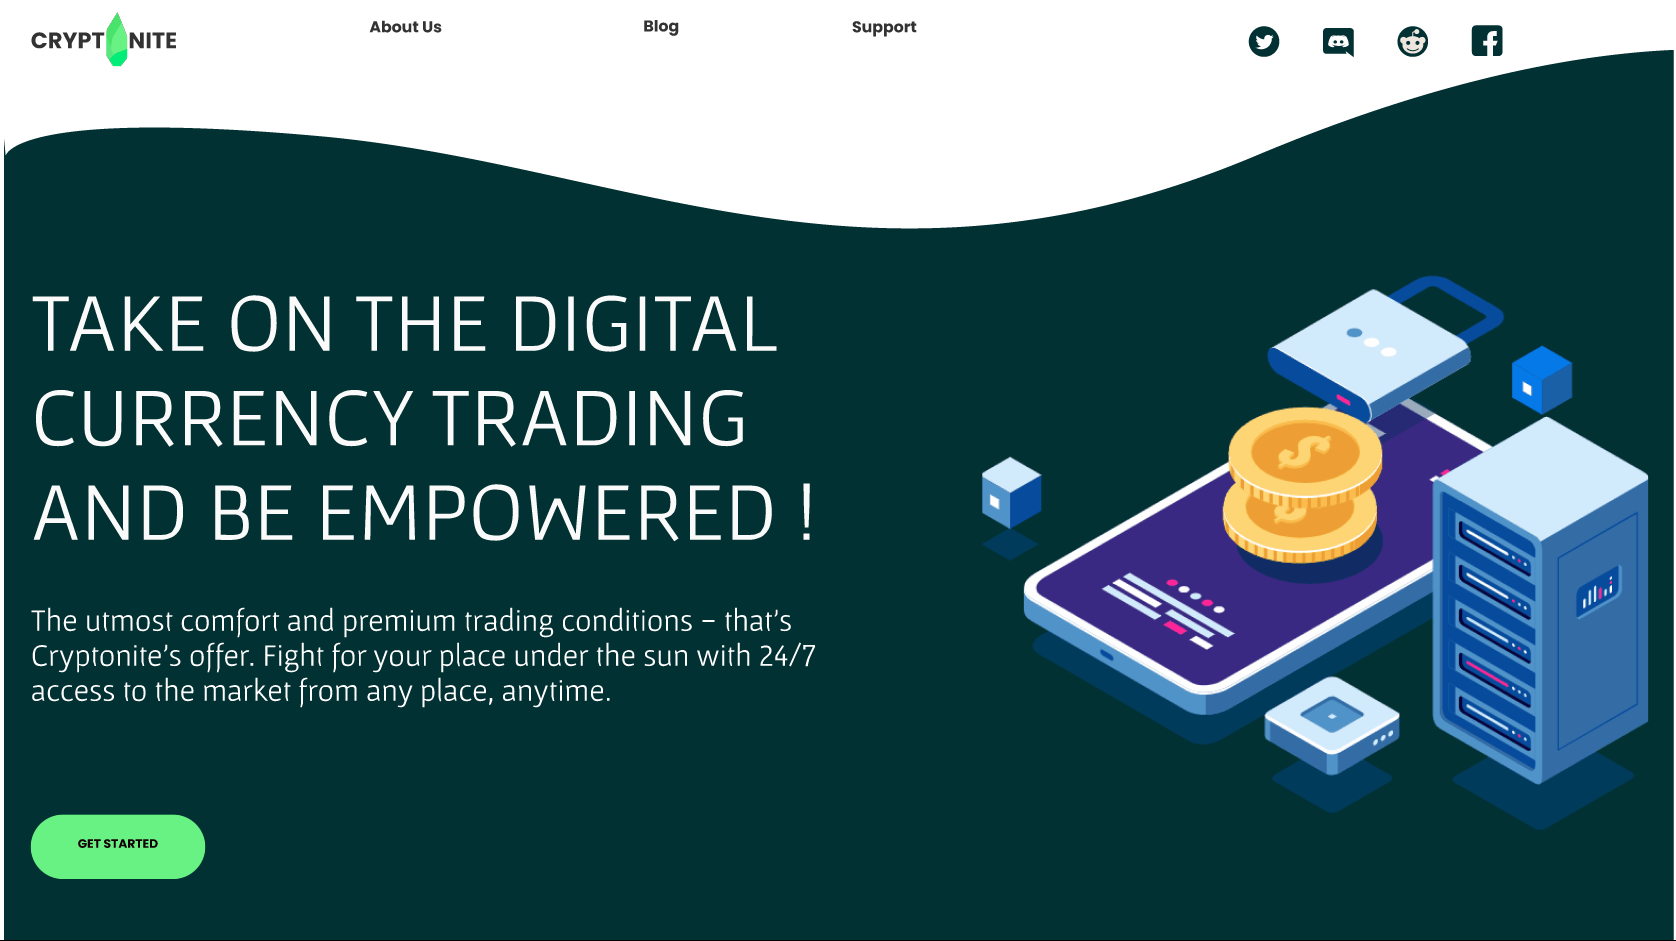 CRYPTONITE
About Us
Blog
Support
TAKE ON THE DIGITAL
CURRENCY TRADING
AND BE EMPOWERED !
The utmost comfort and premium trading conditions – that's
Cryptonite's offer. Fight for your place under the sun with 24/7
access to the market from any place, anytime.
GET STARTED